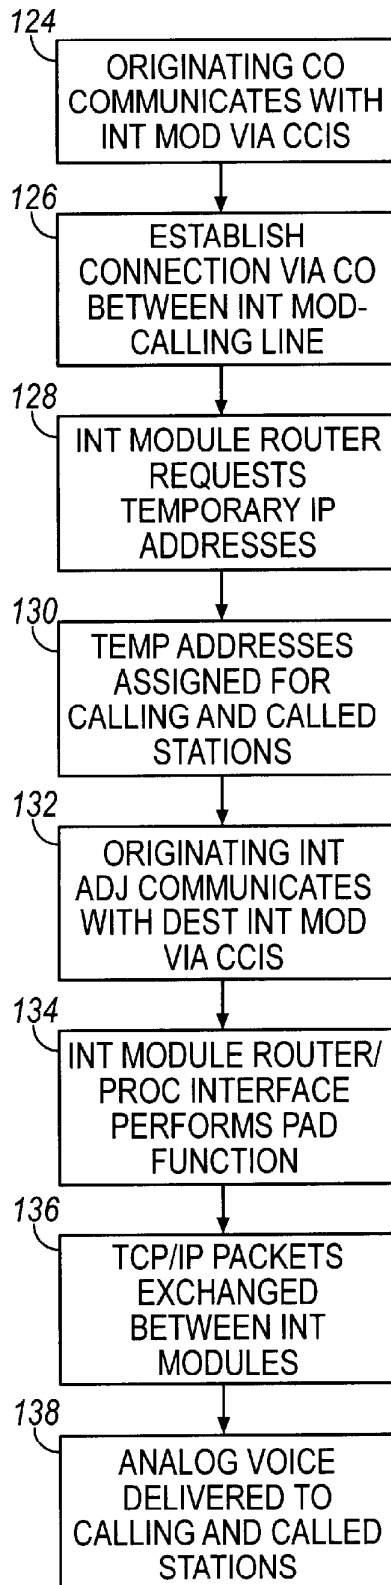 124
ORIGINATING CO
COMMUNICATES WITH
INT MOD VIA CCIS
126
ESTABLISH
CONNECTION VIA CO
BETWEEN INT MOD-
CALLING LINE
128
INT MODULE ROUTER
REQUESTS
TEMPORARY IP
ADDRESSES
130
TEMP ADDRESSES
ASSIGNED FOR
CALLING AND CALLED
STATIONS
132
ORIGINATING INT
ADJ COMMUNICATES
WITH DEST INT MOD
VIA CCIS
134
INT MODULE ROUTER/
PROC INTERFACE
PERFORMS PAD
FUNCTION
136
TCP/IP PACKETS
EXCHANGED
BETWEEN INT
MODULES
138
ANALOG VOICE
DELIVERED TO
CALLING AND CALLED
STATIONS